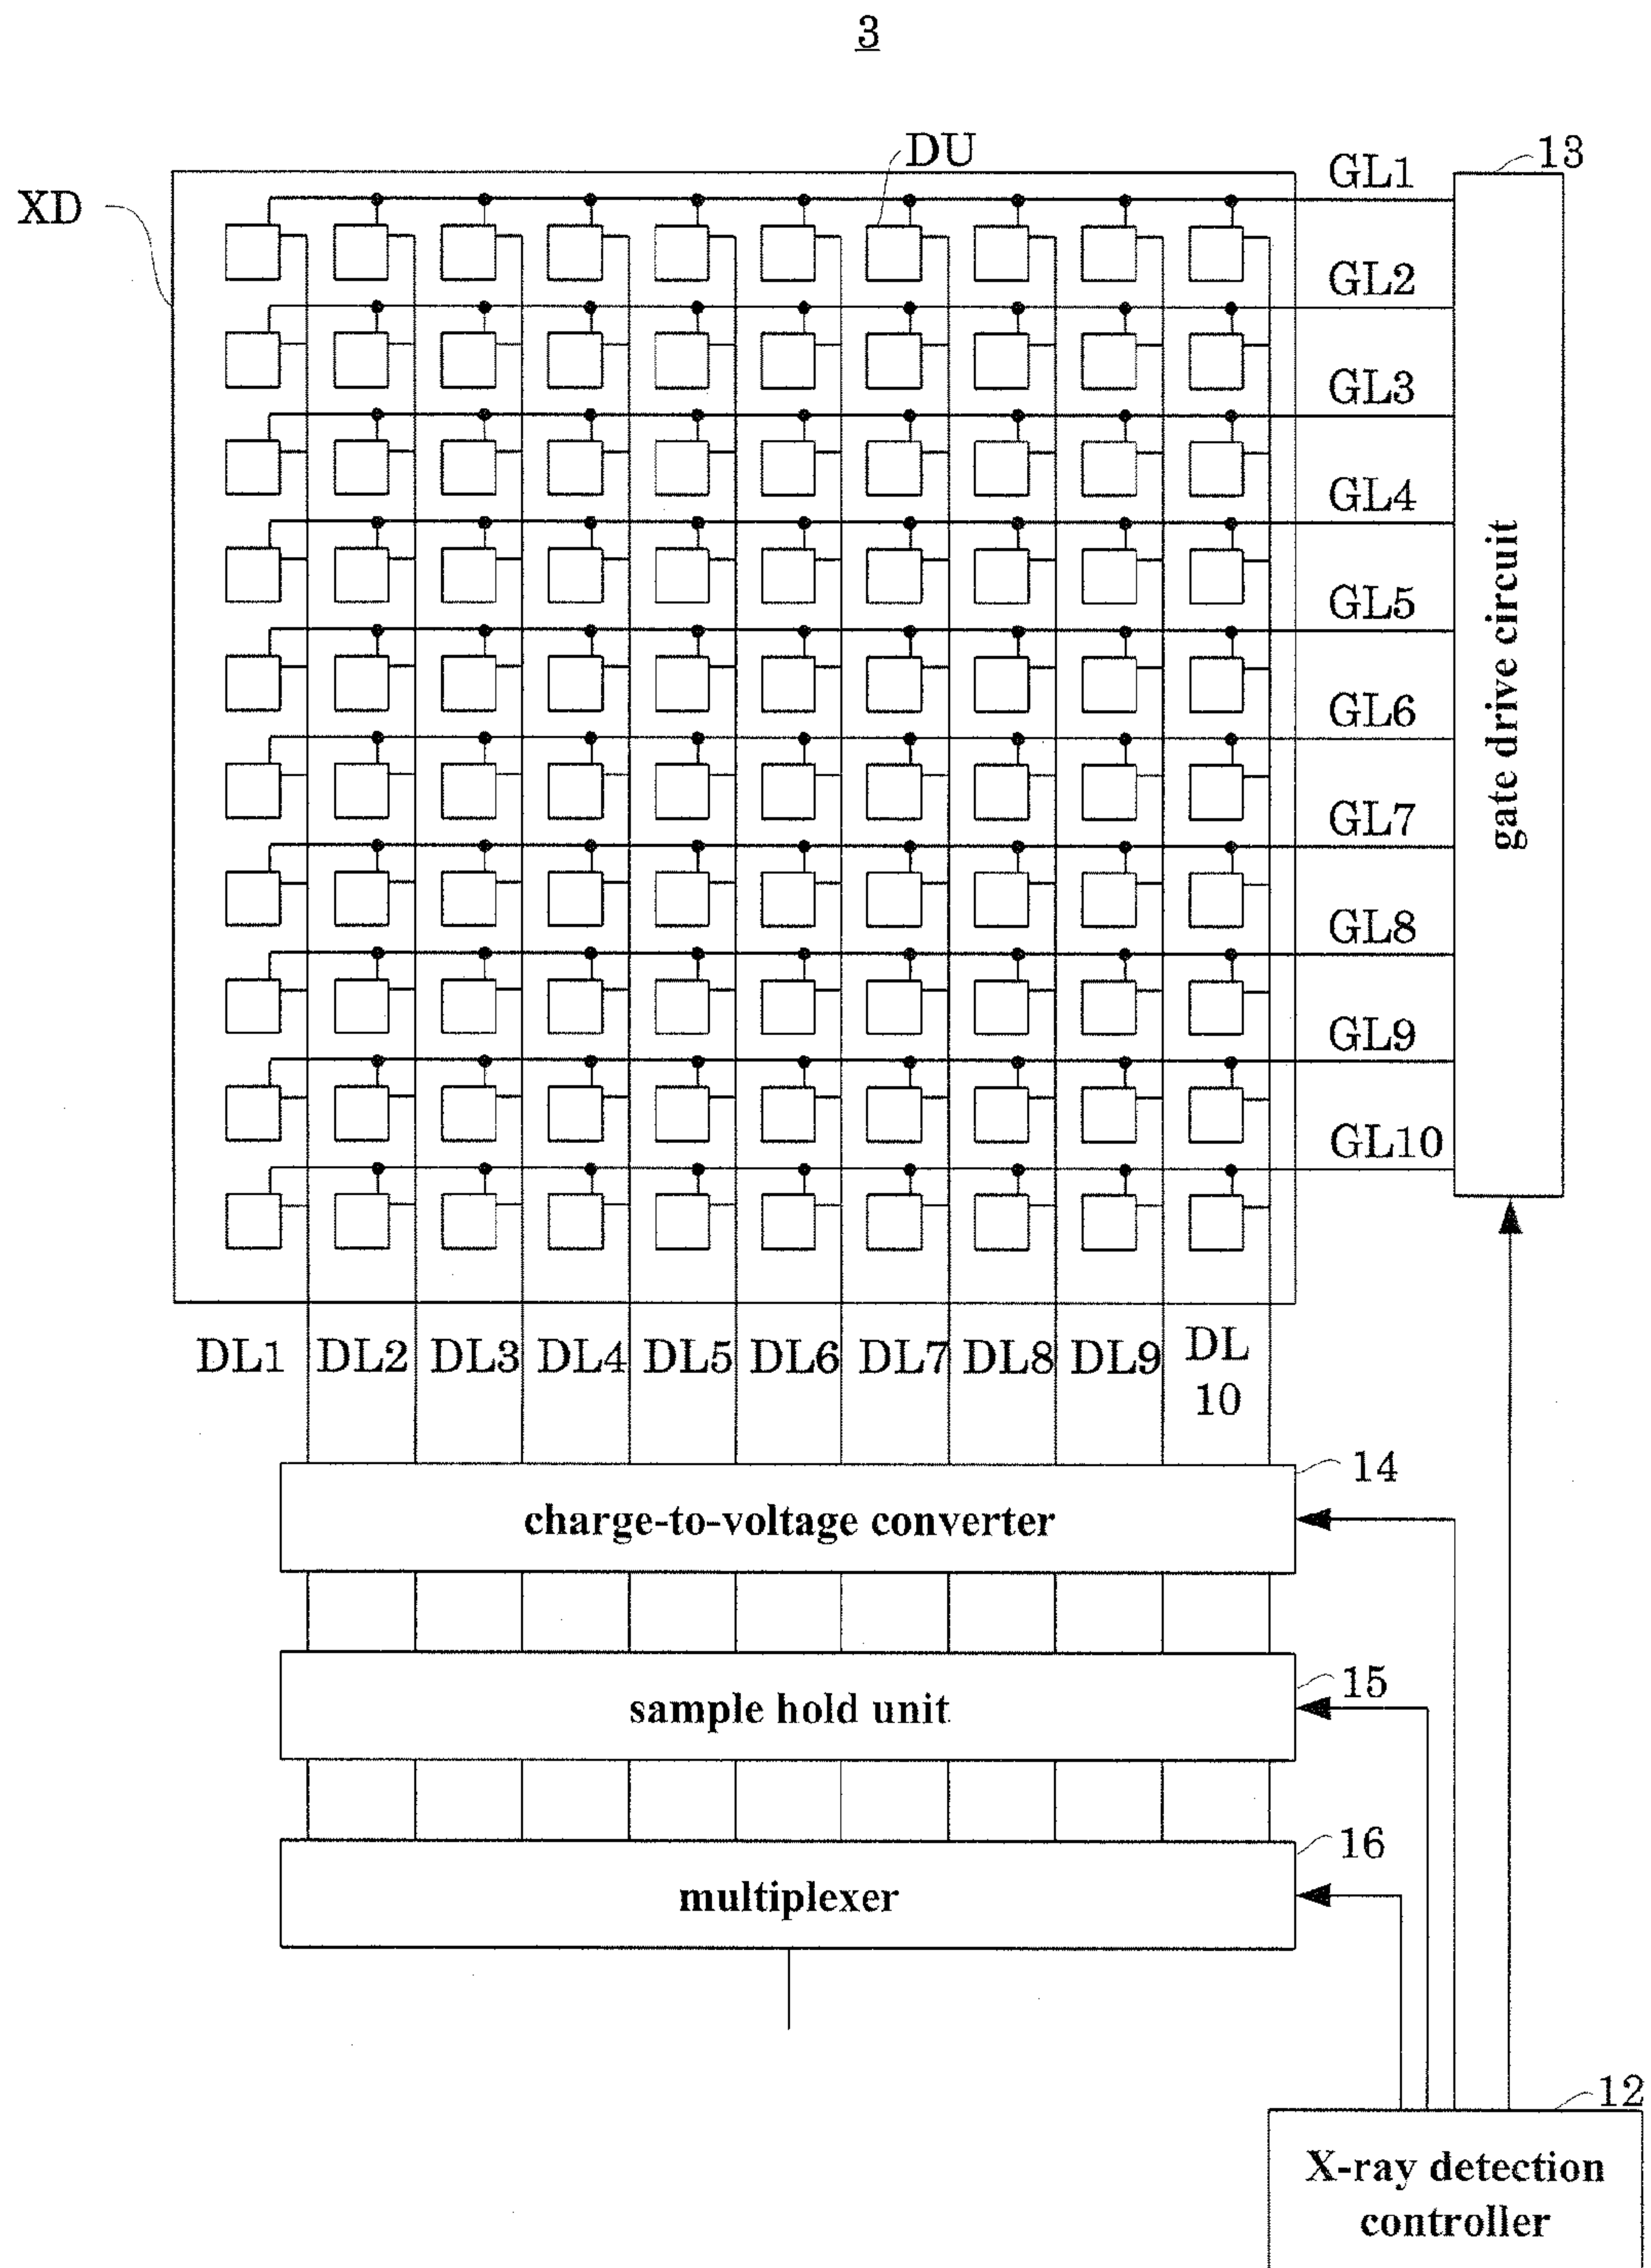 3
DU
XD
GL1
13
GL2
GL3
GL4
GL5
GL6
GL7
GL8
GL9
GL10
gate drive circuit
DL1 DL2 DL3 DL4 DL5 DL6 DL7 DL8 DL9 DL
10
14
charge-to-voltage converter
15
sample hold unit
16
multiplexer
12
X-ray detection
controller